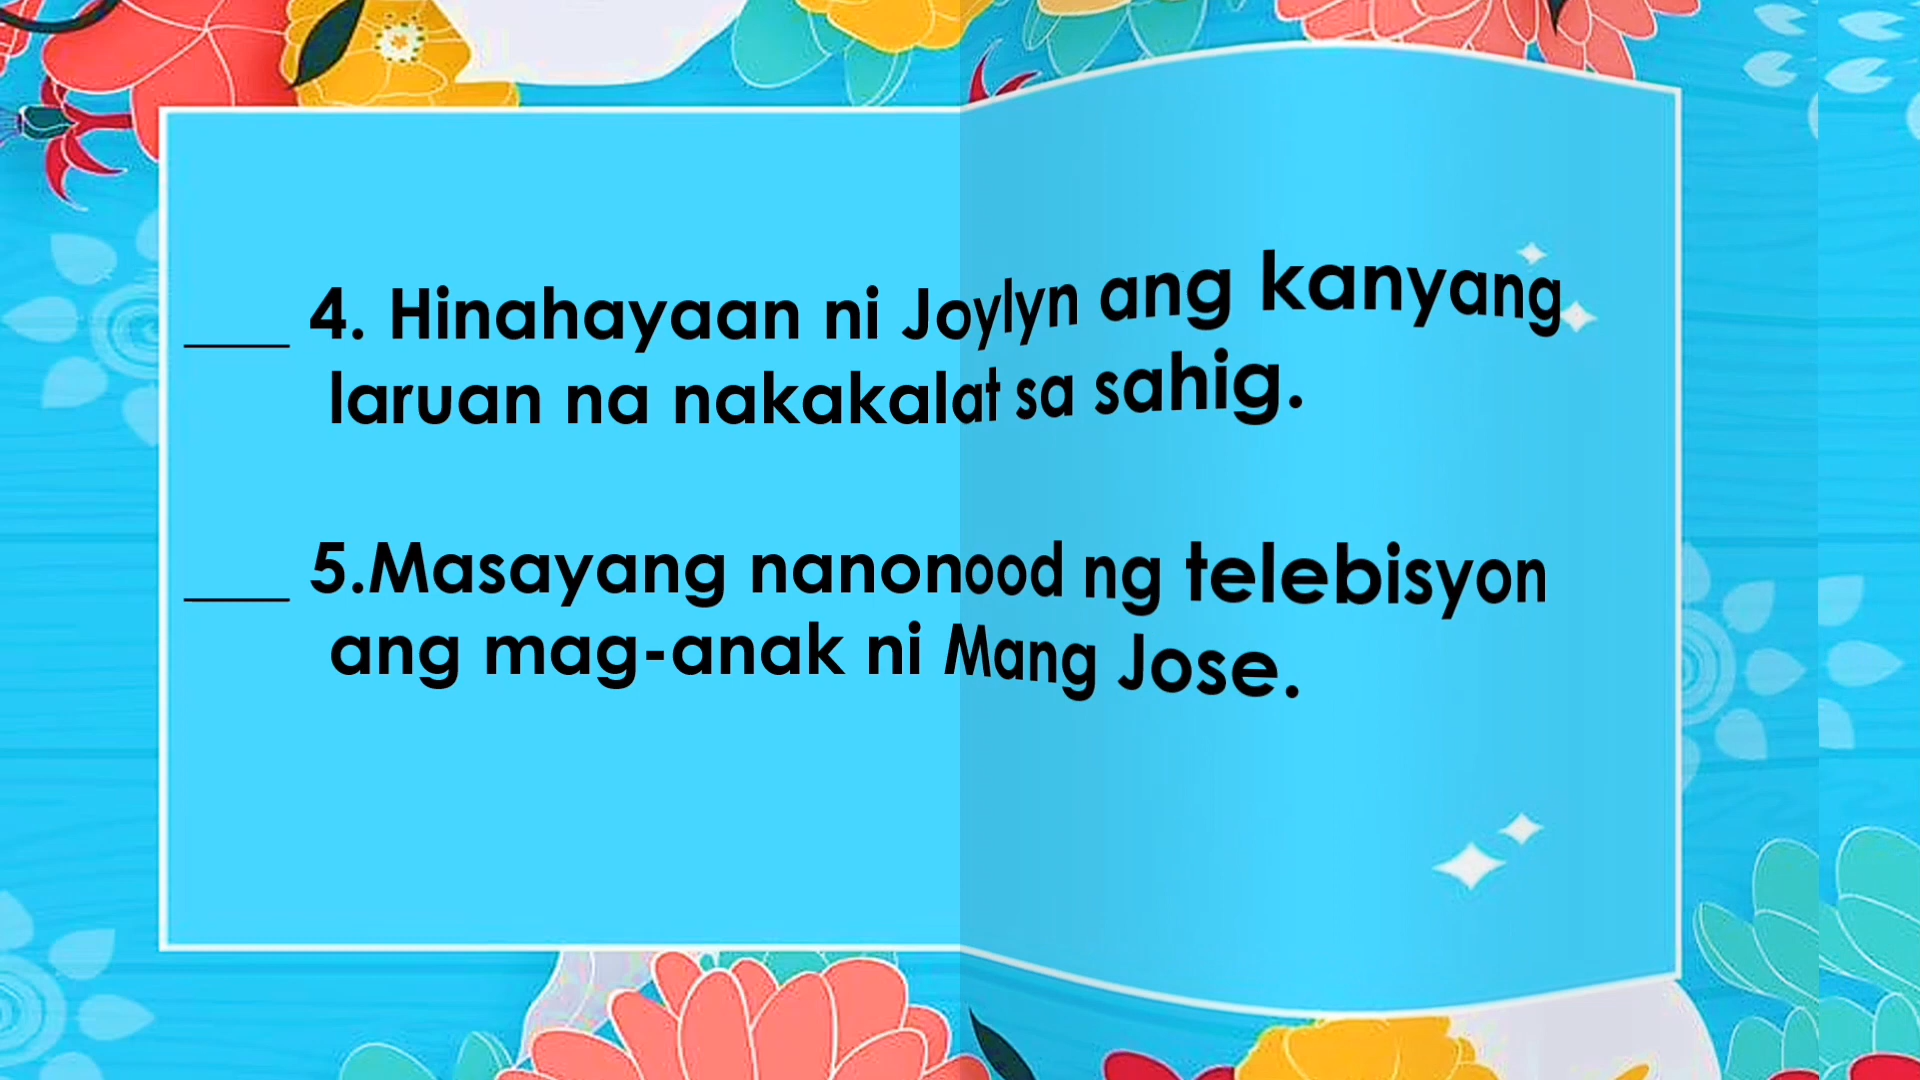 ___ 4. Hinahayaan ni Joylyn ang kanyang
laruan na nakakalat sa sahig.
___ 5.Masayang nanonood ng telebisyon
ang mag-anak ni Mang Jose.